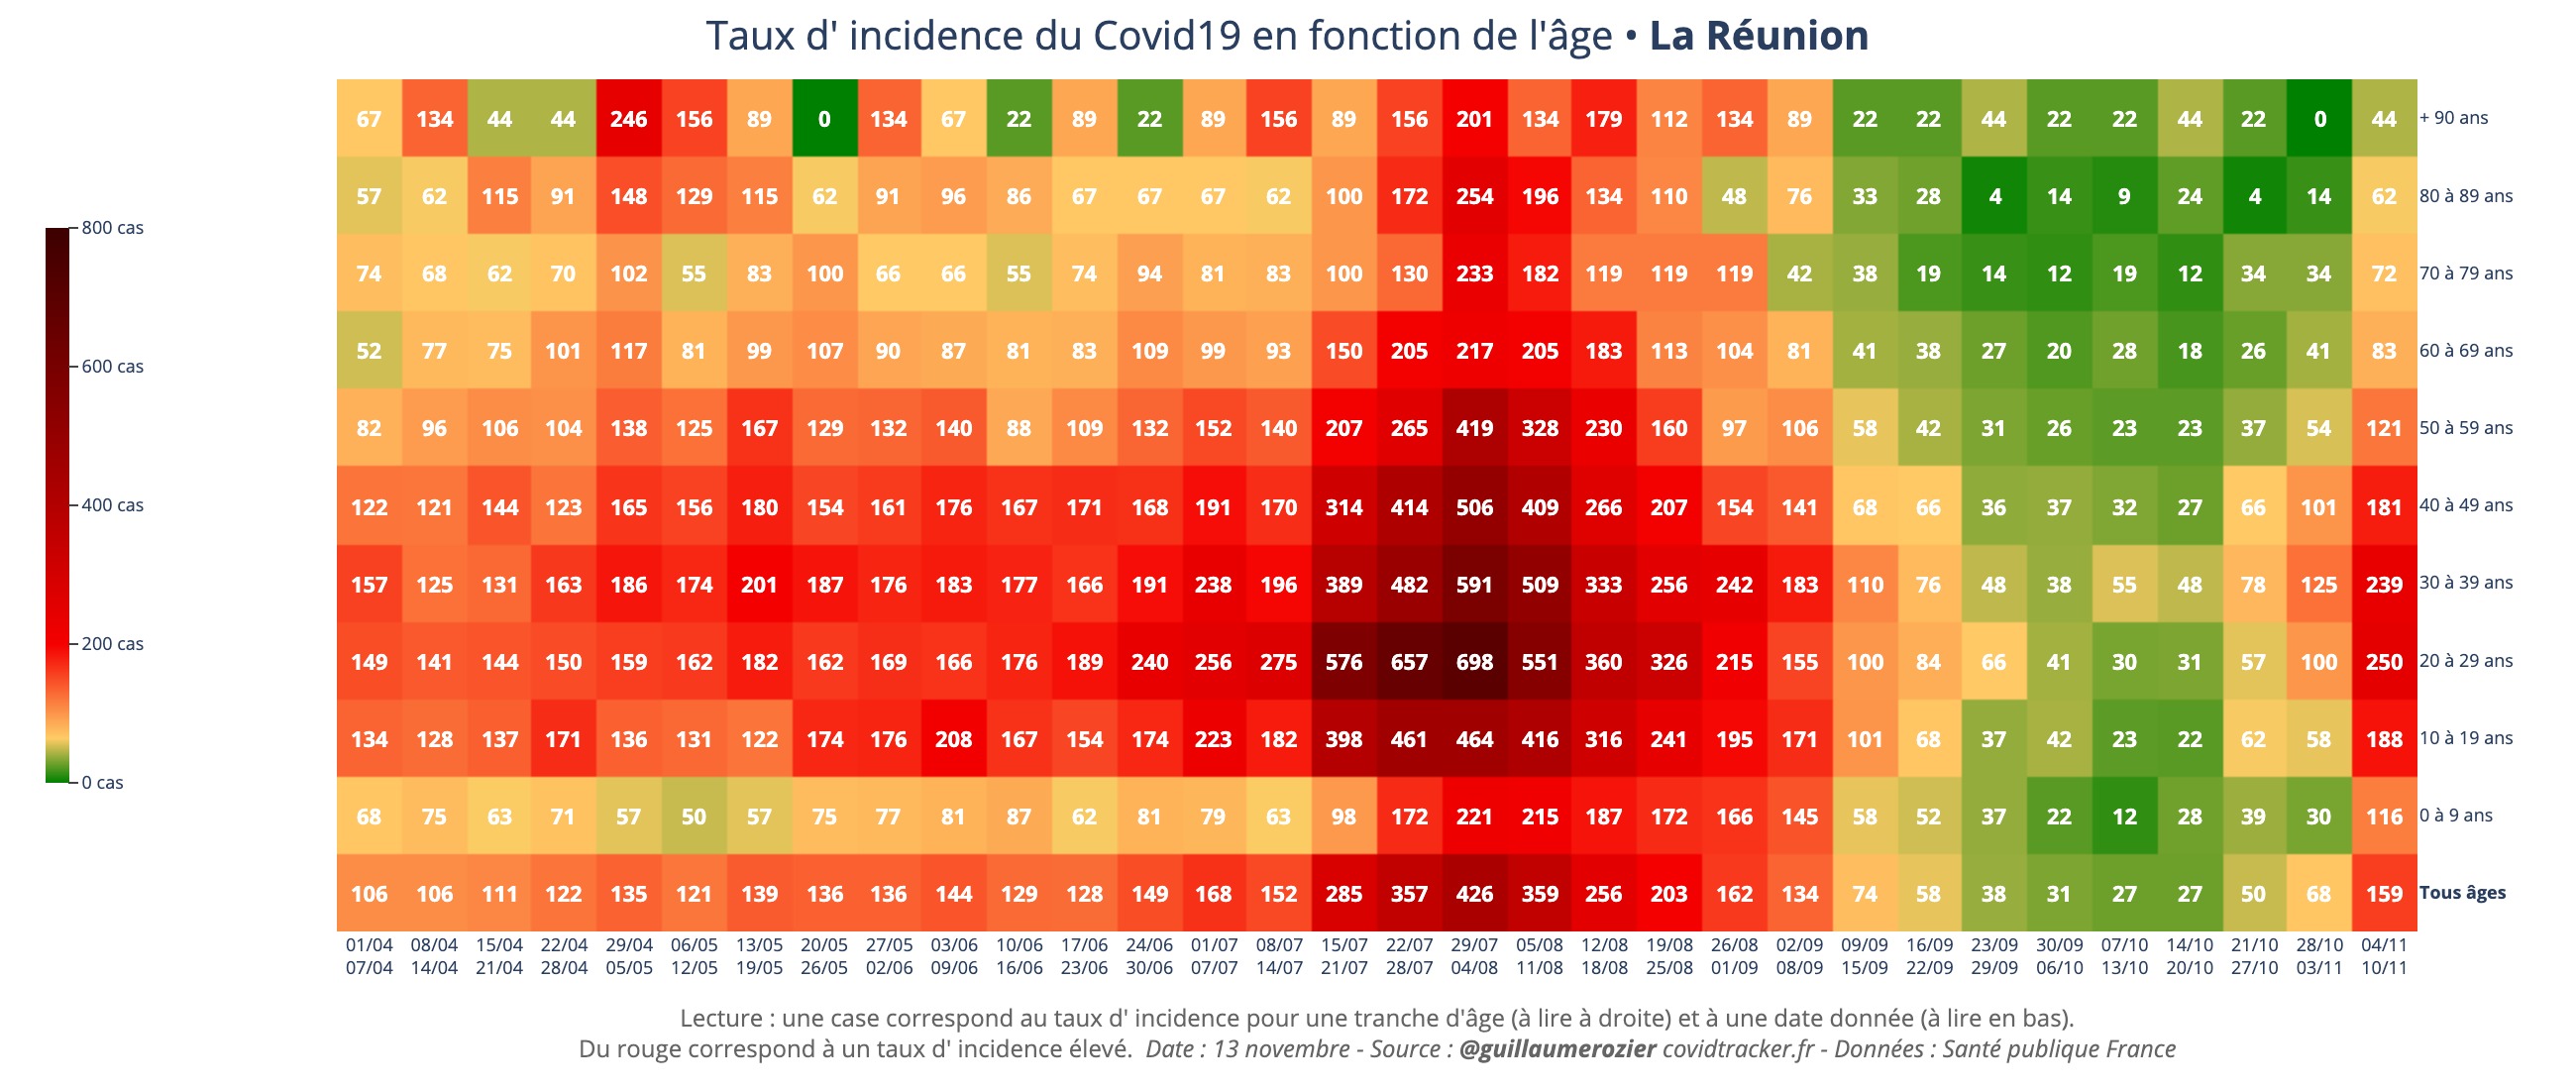 Taux d' incidence du Covid19 en fonction de l'âge • La Réunion
67 134 44 44 246 156 89 0 134 67 22 89 22 89 156 89 156 201 134 179 112 134 89 22 22 44 22 22 44 22 0 44 + 90 ans
57 62 115 91 148 129 115 62 91 96 86 67 67 67 62 100 172 254 196 134 110 48 76 33 28 4 14 9 24 4 14 62 80 à 89 ans
800 cas
74 68 62 70 102 55 83 100 66 66 55 74 94 81 83 100 130 233 182 119 119 119 42 38 19 14 12 19 12 34 34 72 70 à 79 ans
52 77 75 101 117 81 99 107 90 87 81 83 109 99 93 150 205 217 205 183 113 104 81 41 38 27 20 28 18 26 41 83 60 à 69 ans
600 cas
82 96 106 104 138 125 167 129 132 140 88 109 132 152 140 207 265 419 328 230 160 97 106 58 42 31 26 23 23 37 54 121 50 à 59 ans
400 cas
122 121 144 123 165 156 180 154 161 176 167 171 168 191 170 314 414 506 409 266 207 154 141 68 66 36 37 32 27 66 101 181 40 à 49 ans
157 125 131 163 186 174 201 187 176 183 177 166 191 238 196 389 482 591 509 333 256 242 183 110 76 48 38 55 48 78 125 239 30 à 39 ans
200 cas
149 141 144 150 159 162 182 162 169 166 176 189 240 256 275 576 657 698 551 360 326 215 155 100 84 66 41 30 31 57 100 250 20 à 29 ans
134 128 137 171 136 131 122 174 176 208 167 154 174 223 182 398 461 464 416 316 241 195 171 101 68 37 42 23 22 62 58 188 10 à 19 ans
0 cas
68 75 63 71 57 50 57 75 77 81 87 62 81 79 63 98 172 221 215 187 172 166 145 58 52 37 22 12 28 39 30 116 0 à 9 ans
106 106 111 122 135 121 139 136 136 144 129 128 149 168 152 285 357 426 359 256 203 162 134 74 58 38 31 27 27 50 68 159 Tous âges
01/04 08/04 15/04 22/04 29/04 06/05 13/05 20/05 27/05 03/06 10/06 17/06 24/06 01/07 08/07 15/07 22/07 29/07 05/08 12/08 19/08 26/08 02/09 09/09 16/09 23/09 30/09 07/10 14/10 21/10 28/10 04/11
07/04 14/04 21/04 28/04 05/05 12/05 19/05 26/05 02/06 09/06 16/06 23/06 30/06 07/07 14/07 21/07 28/07 04/08 11/08 18/08 25/08 01/09 08/09 15/09 22/09 29/09 06/10 13/10 20/10 27/10 03/11 10/11
Lecture : une case correspond au taux d' incidence pour une tranche d'âge (à lire à droite) et à une date donnée (à lire en bas).
Du rouge correspond à un taux d' incidence élevé. Date : 13 novembre - Source : @guillaumerozier covidtracker.fr - Données : Santé publique France